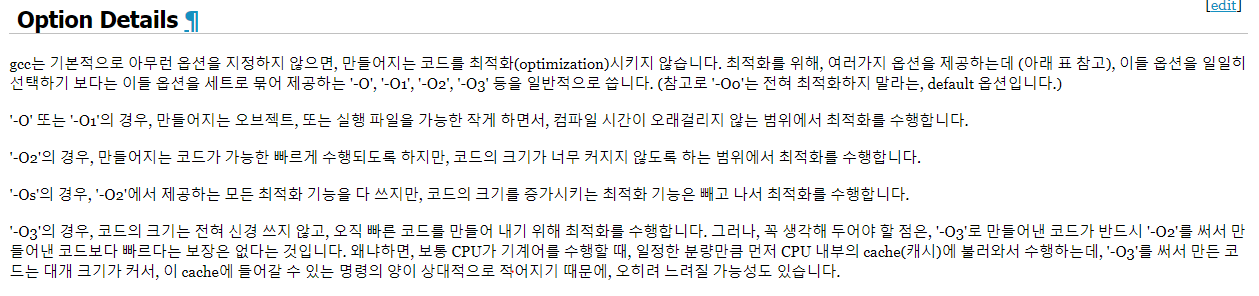 [edit]
Option Details ¶
gcc는 기본적으로 아무런 옵션을 지정하지 않으면, 만들어지는 코드를 최적화(optimization)시키지 않습니다. 최적화를 위해, 여러가지 옵션을 제공하는데 (아래 표 참고), 이들 옵션을 일일히
선택하기 보다는 이들 옵션을 세트로 묶어 제공하는 '-O', '-O1', '-O2', '-O3' 등을 일반적으로 씁니다. (참고로 '-O0'는 전혀 최적화하지 말라는, default 옵션입니다.)
'-O' 또는 '-O1'의 경우, 만들어지는 오브젝트, 또는 실행 파일을 가능한 작게 하면서, 컴파일 시간이 오래걸리지 않는 범위에서 최적화를 수행합니다.
'-O2'의 경우, 만들어지는 코드가 가능한 빠르게 수행되도록 하지만, 코드의 크기가 너무 커지지 않도록 하는 범위에서 최적화를 수행합니다.
'-Os'의 경우, '-O2'에서 제공하는 모든 최적화 기능을 다 쓰지만, 코드의 크기를 증가시키는 최적화 기능은 빼고 나서 최적화를 수행합니다.
'-O3'의 경우, 코드의 크기는 전혀 신경 쓰지 않고, 오직 빠른 코드를 만들어 내기 위해 최적화를 수행합니다. 그러나, 꼭 생각해 두어야 할 점은, '-O3'로 만들어낸 코드가 반드시 '-O2'를 써서 만
들어낸 코드보다 빠르다는 보장은 없다는 것입니다. 왜냐하면, 보통 CPU가 기계어를 수행할 때, 일정한 분량만큼 먼저 CPU 내부의 cache(캐시)에 불러와서 수행하는데, '-O3'를 써서 만든 코
드는 대개 크기가 커서, 이 cache에 들어갈 수 있는 명령의 양이 상대적으로 적어지기 때문에, 오히려 느려질 가능성도 있습니다.